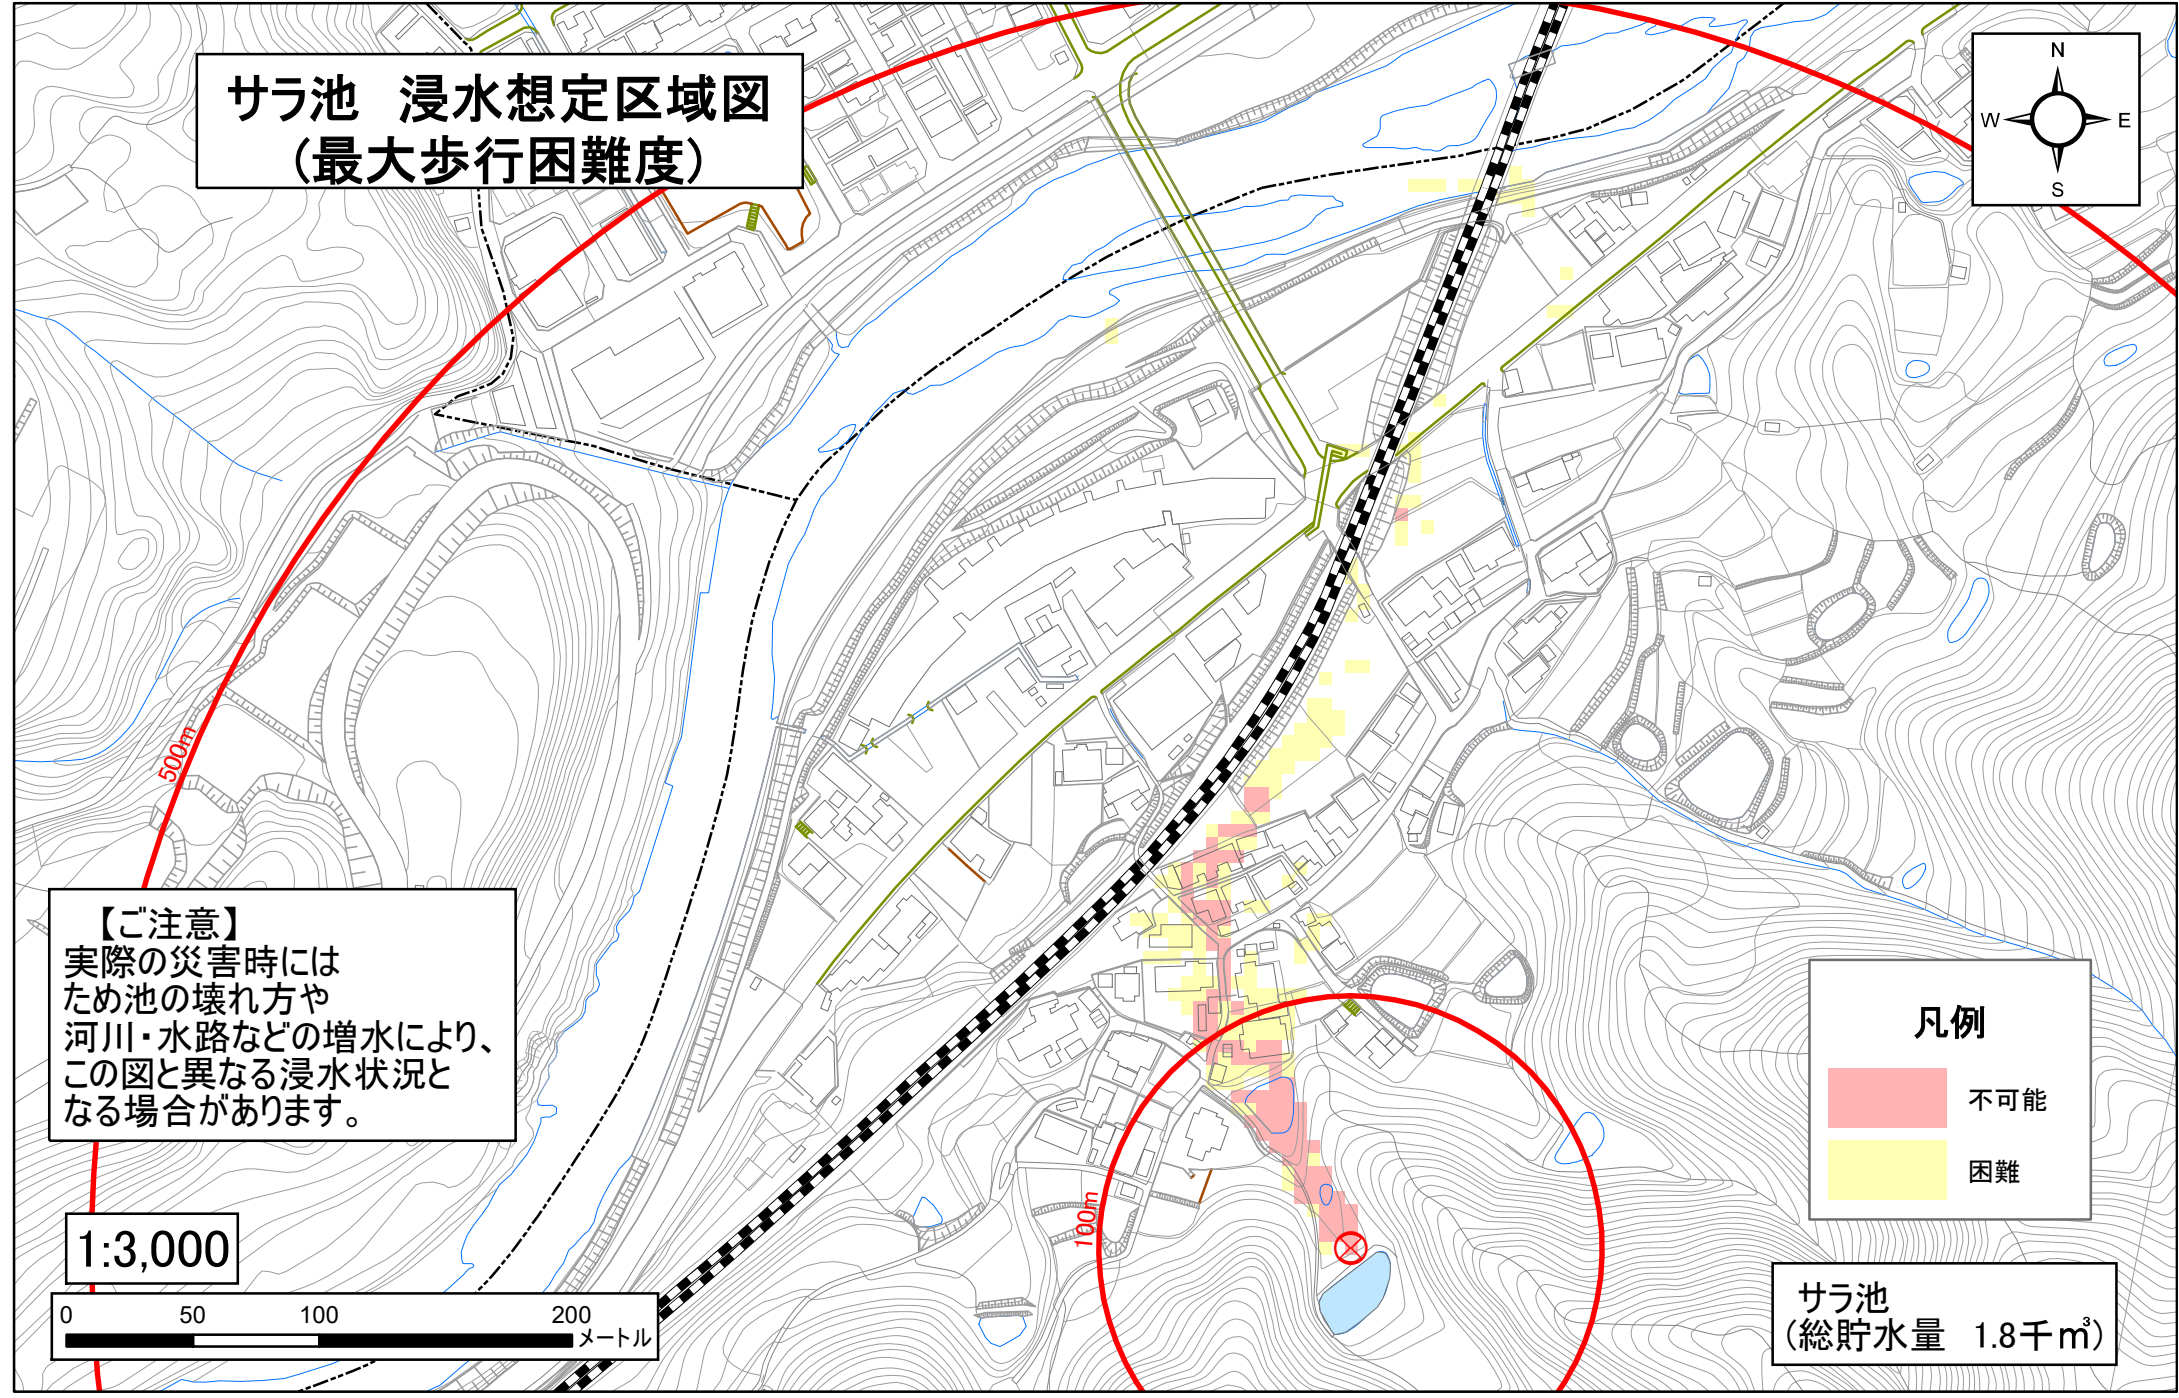 サラ池　浸水想定区域図
(最大歩行困難度)
N
W
E
S
500m
【ご注意】
実際の災害時には
ため池の壊れ方や
河川・水路などの増水により、
この図と異なる浸水状況と
なる場合があります。
凡例
不可能
困難
100m
1:3,000
0 50 100 200
メートル
サラ池
(総貯水量　1.8千㎥)